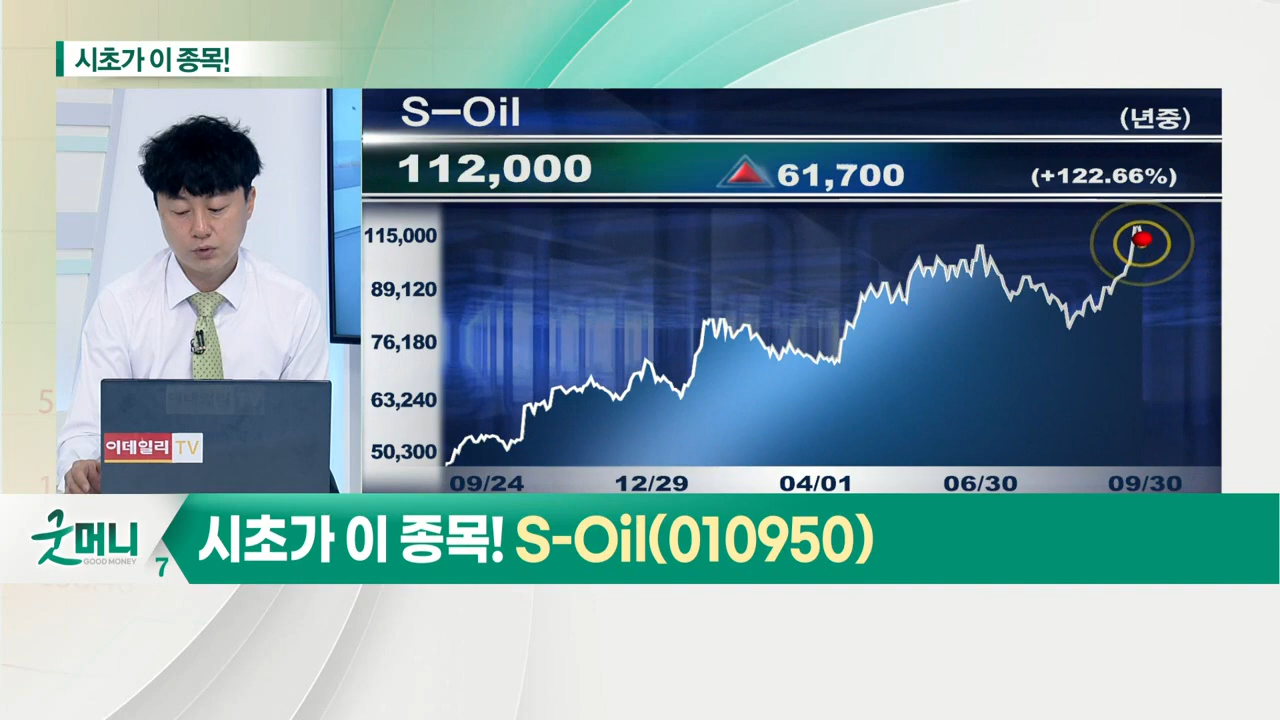 시초가 이 종목!
S-Oil
(년중)
112,000
61,700
(+122.66%)
115,000
89,120
76,180
63,240
50,300
09/24
12/29
04/01
06/30
09/30
이데일리 TV
굿머니
GOOD MONEY
7
시초가 이 종목! S-Oil(010950)